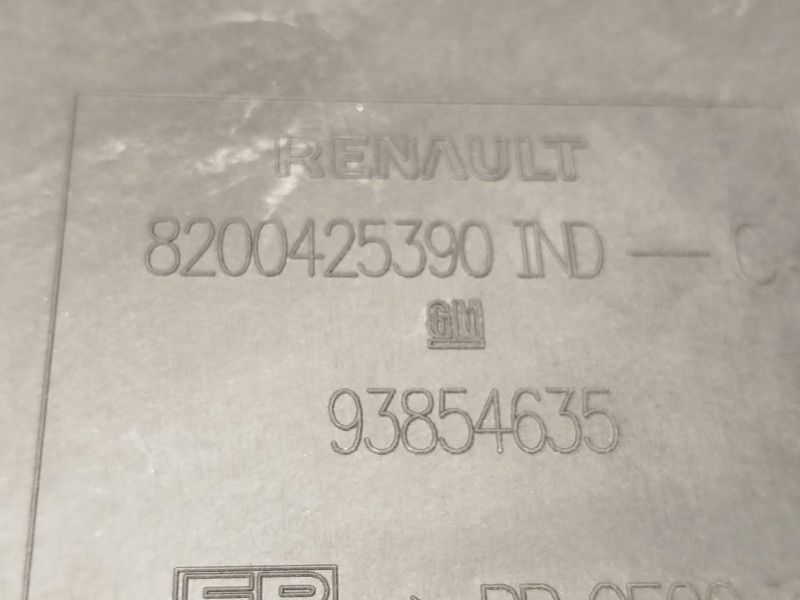 RENAULT
8200425390 IND — C
GM
93854635